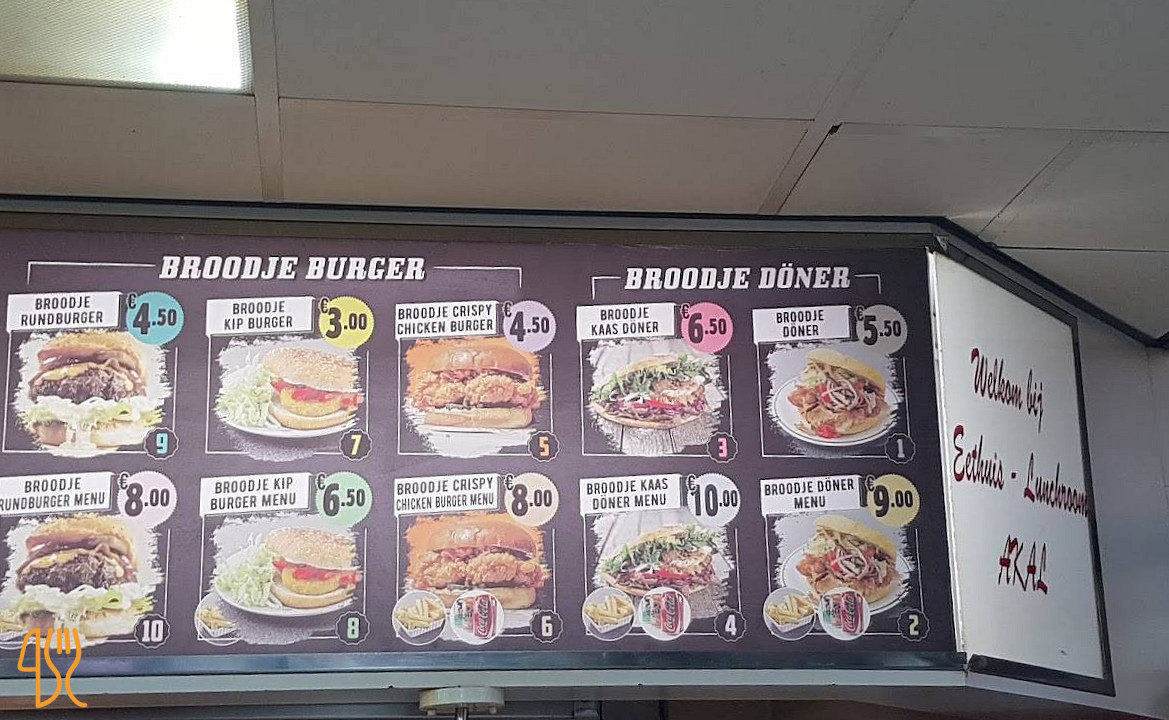 BROODJE BURGER
BROODJE
RUNDBURGER
€4.50
9
BROODJE
KIP BURGER
€3.00
7
BROODJE CRISPY
CHICKEN BURGER
€4.50
5
BROODJE
RUNDBURGER MENU
€8.00
10
BROODJE KIP
BURGER MENU
€6.50
8
BROODJE CRISPY
CHICKEN BURGER MENU
€8.00
6
BROODJE DÖNER
BROODJE
KAAS DÖNER
€6.50
3
BROODJE
DÖNER
€5.50
1
BROODJE KAAS
DÖNER MENU
€10.00
4
BROODJE DÖNER
MENU
€9.00
2
Welkom bij
Eethuis - Lunchroom
AKAL